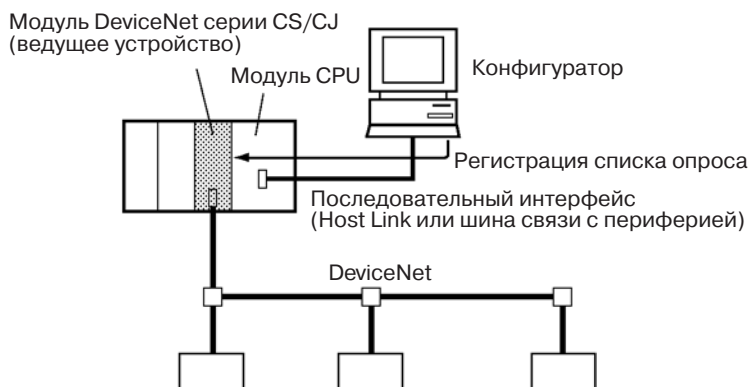 Модуль DeviceNet серии CS/CJ
(ведущее устройство)
Модуль CPU
Конфигуратор
Регистрация списка опроса
Последовательный интерфейс
(Host Link или шина связи с периферией)
DeviceNet